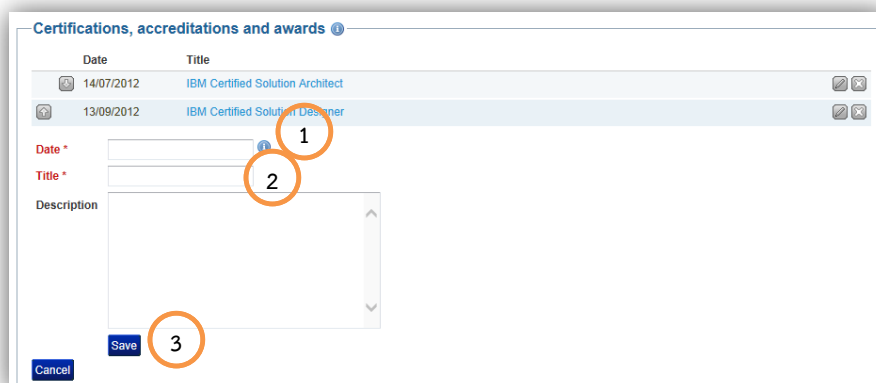 Certifications, accreditations and awards
Date Title
14/07/2012 IBM Certified Solution Architect
13/09/2012 IBM Certified Solution Designer
1
Date *
Title *
2
Description
Save
3
Cancel